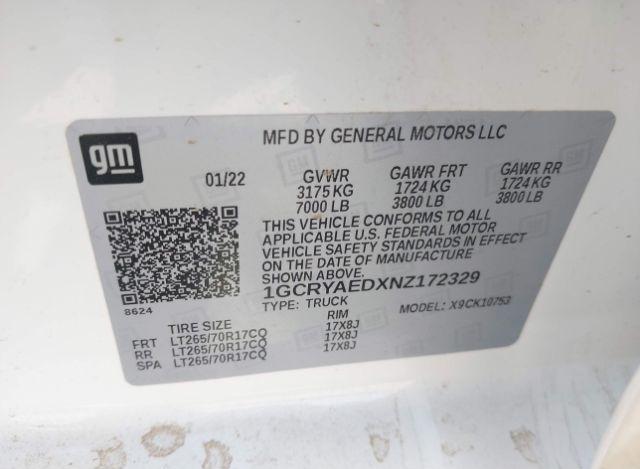 gm
MFD BY GENERAL MOTORS LLC
01/22 GVWR GAWR FRT GAWR RR
3175 KG 1724 KG 1724 KG
7000 LB 3800 LB 3800 LB
THIS VEHICLE CONFORMS TO ALL
APPLICABLE U.S. FEDERAL MOTOR
VEHICLE SAFETY STANDARDS IN EFFECT
ON THE DATE OF MANUFACTURE
SHOWN ABOVE.
1GCRYAEDXNZ172329
8624
TYPE: TRUCK MODEL: X9CK10753
TIRE SIZE RIM
FRT LT265/70R17CQ 17X8J
RR LT265/70R17CQ 17X8J
SPA LT265/70R17CQ 17X8J